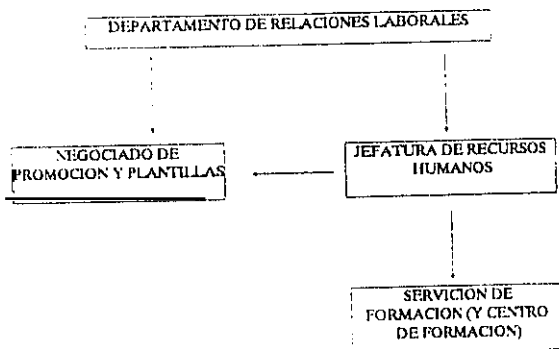 DEPARTAMENTO DE RELACIONES LABORALES
NEGOCIADO DE
PROMOCION Y PLANTILLAS
JEFATURA DE RECURSOS
HUMANOS
SERVICION DE
FORMACION (Y CENTRO
DE FORMACION)